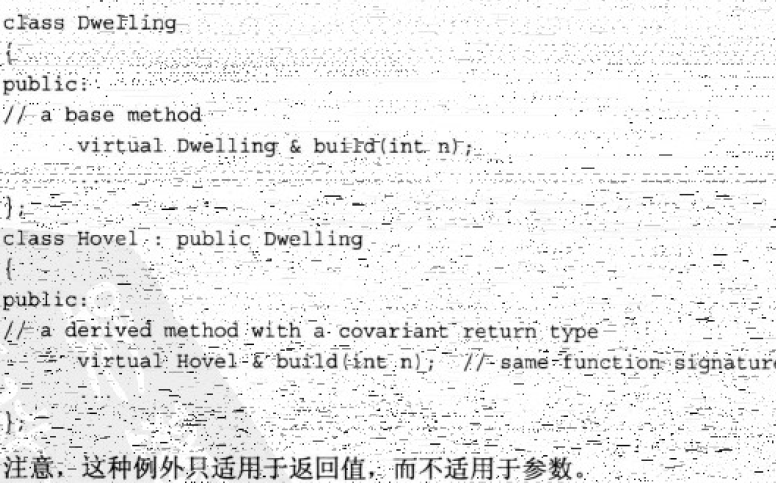 class Dwelling
{
public:
// a base method
virtual Dwelling & build(int n);
};
class Hovel : public Dwelling
{
public:
// a derived method with a covariant return type
virtual Hovel & build(int n); // same function signature
};
注意，这种例外只适用于返回值，而不适用于参数。